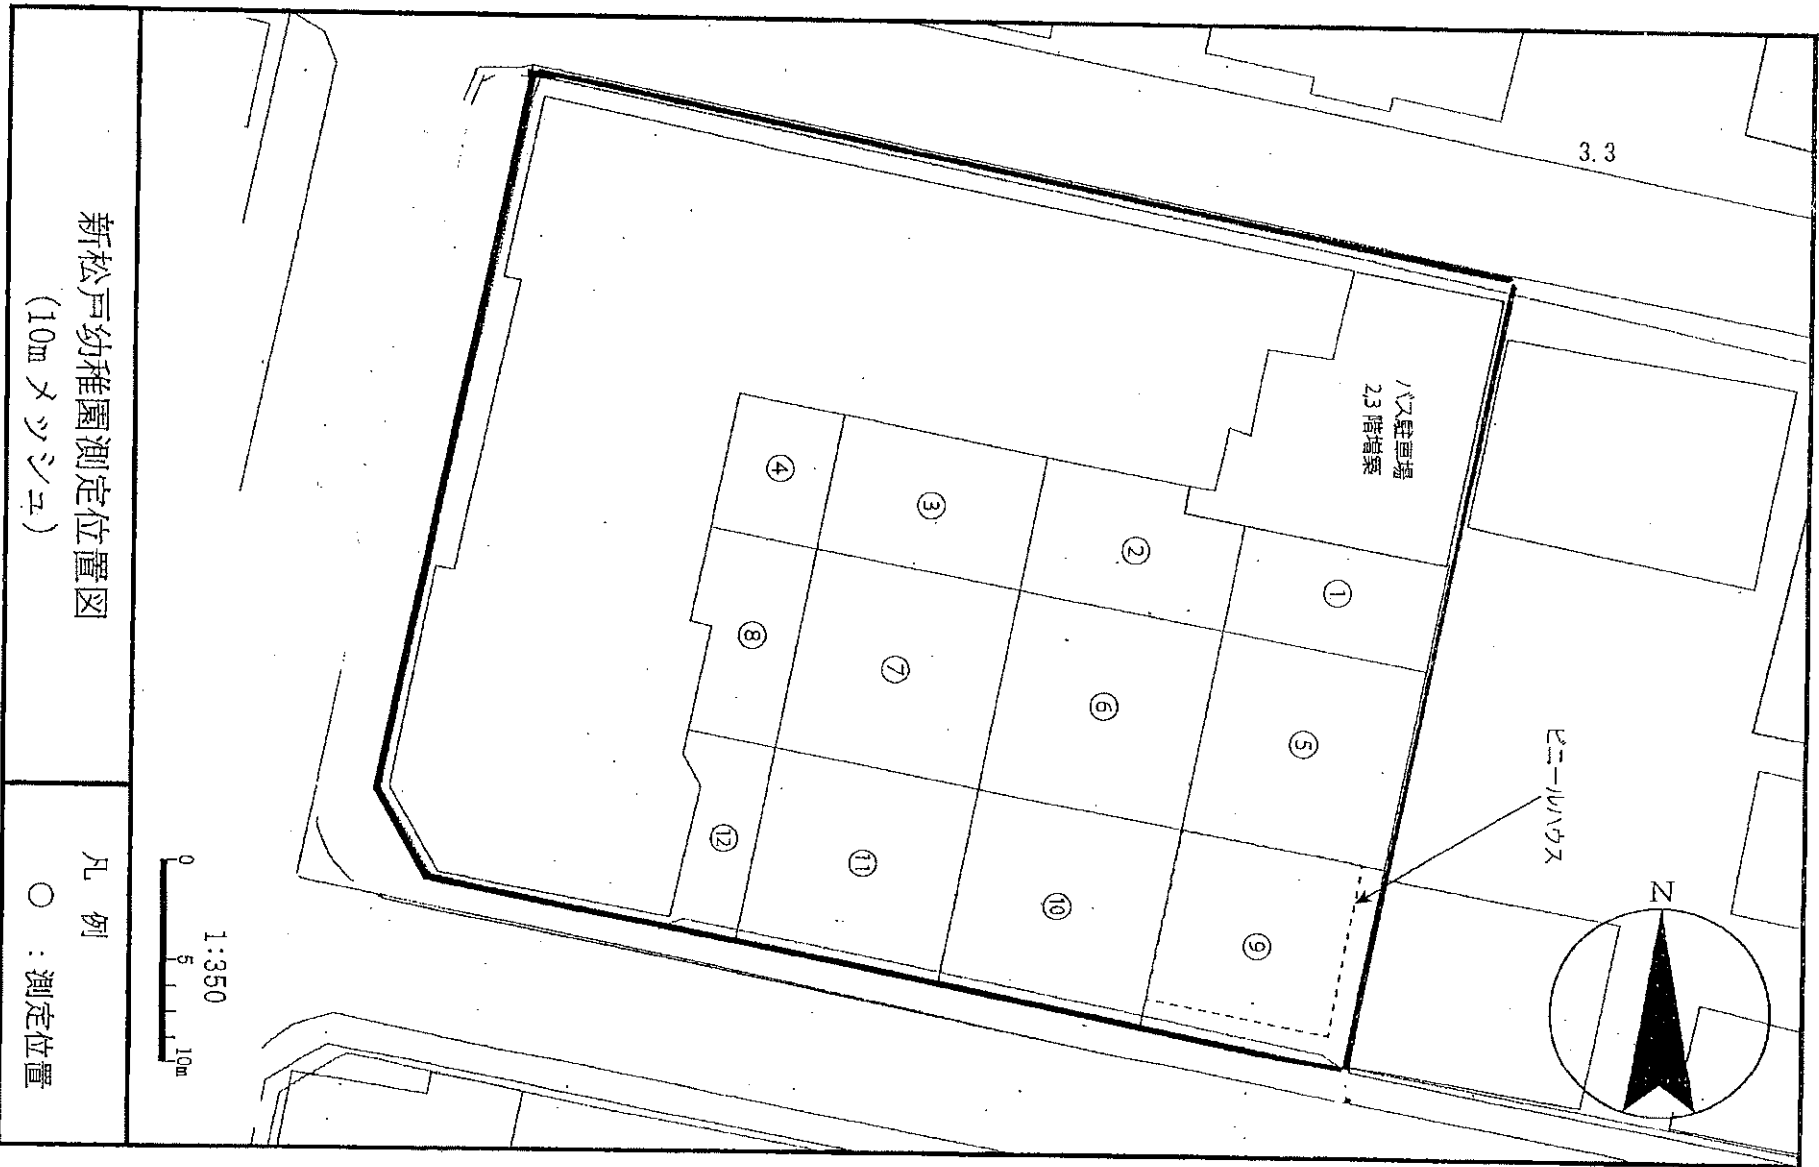 新松戸幼稚園測定位置図
(10m メッシュ)
凡 例
○ : 測定位置
3.3
バス駐車場
2,3 階増築
ビニールハウス
N
①
②
③
④
⑤
⑥
⑦
⑧
⑨
⑩
⑪
⑫
1:350
0
5
10m